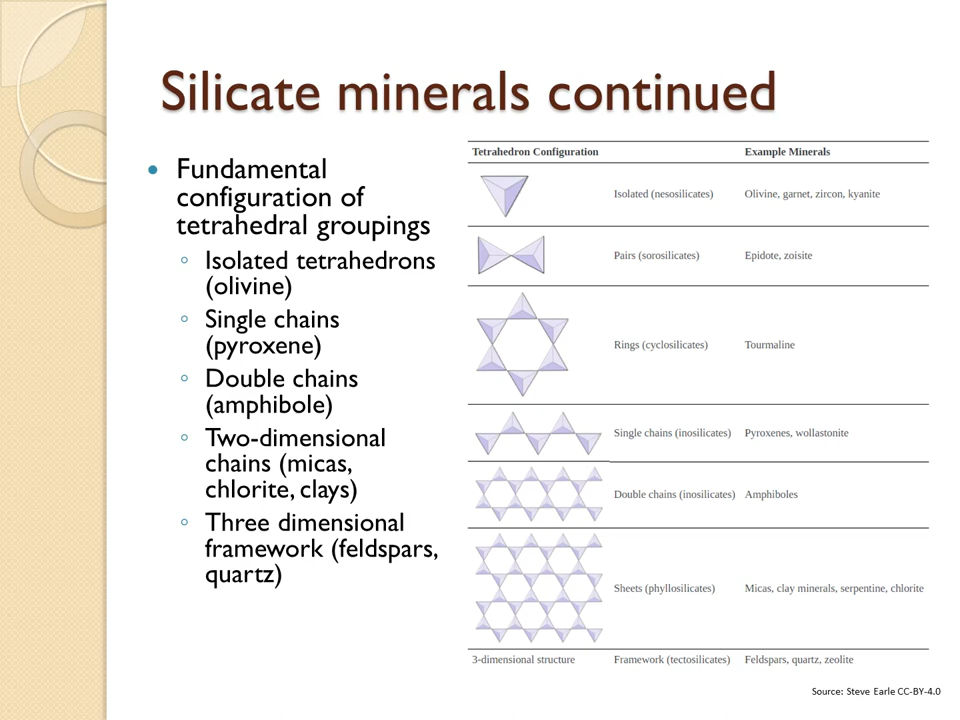 Silicate minerals continued
• Fundamental
configuration of
tetrahedral groupings
◦ Isolated tetrahedrons
(olivine)
◦ Single chains
(pyroxene)
◦ Double chains
(amphibole)
◦ Two-dimensional
chains (micas,
chlorite, clays)
◦ Three dimensional
framework (feldspars,
quartz)
Tetrahedron Configuration Example Minerals
Isolated (nesosilicates) Olivine, garnet, zircon, kyanite
Pairs (sorosilicates) Epidote, zoisite
Rings (cyclosilicates) Tourmaline
Single chains (inosilicates) Pyroxenes, wollastonite
Double chains (inosilicates) Amphiboles
Sheets (phyllosilicates) Micas, clay minerals, serpentine, chlorite
3-dimensional structure Framework (tectosilicates) Feldspars, quartz, zeolite
Source: Steve Earle CC-BY-4.0